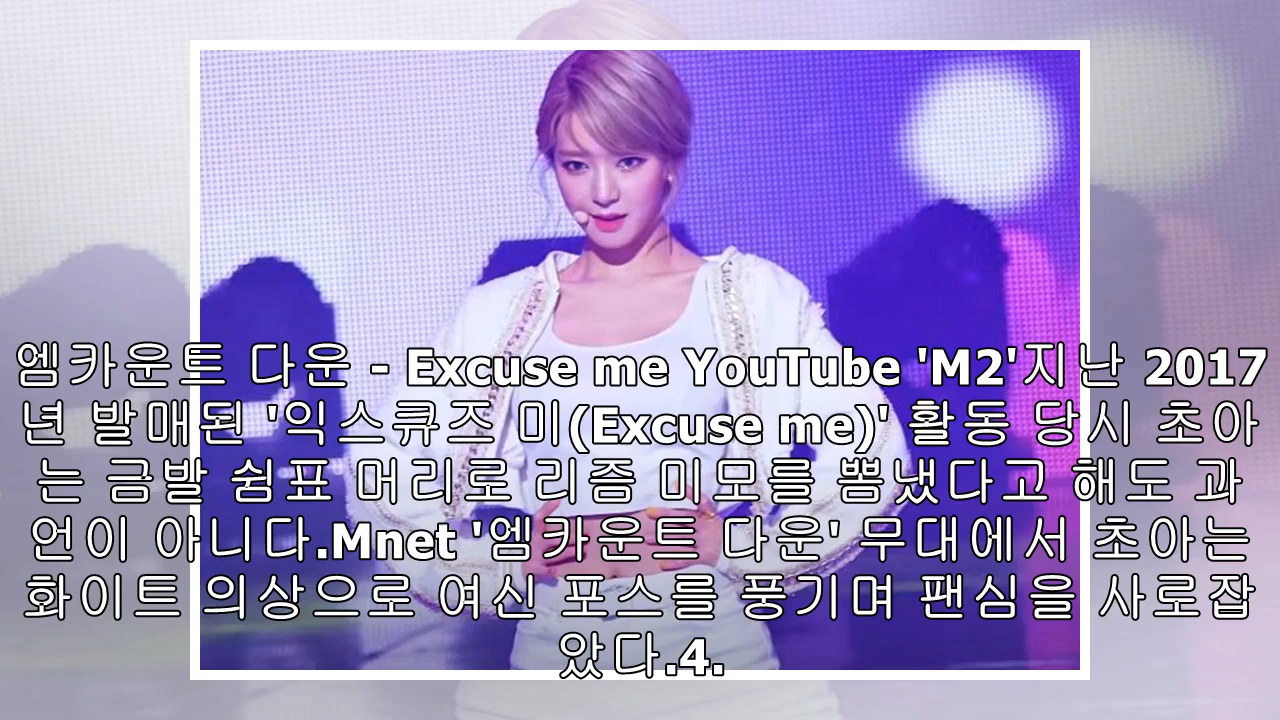 엠카운트 다운 - Excuse me YouTube 'M2'지난 2017
년 발매된 '익스큐즈 미(Excuse me)' 활동 당시 초아
는 금발 쉼표 머리로 리즘 미모를 뽐냈다고 해도 과
언이 아니다.Mnet '엠카운트 다운' 무대에서 초아는
화이트 의상으로 여신 포스를 풍기며 팬심을 사로잡
았다.4.